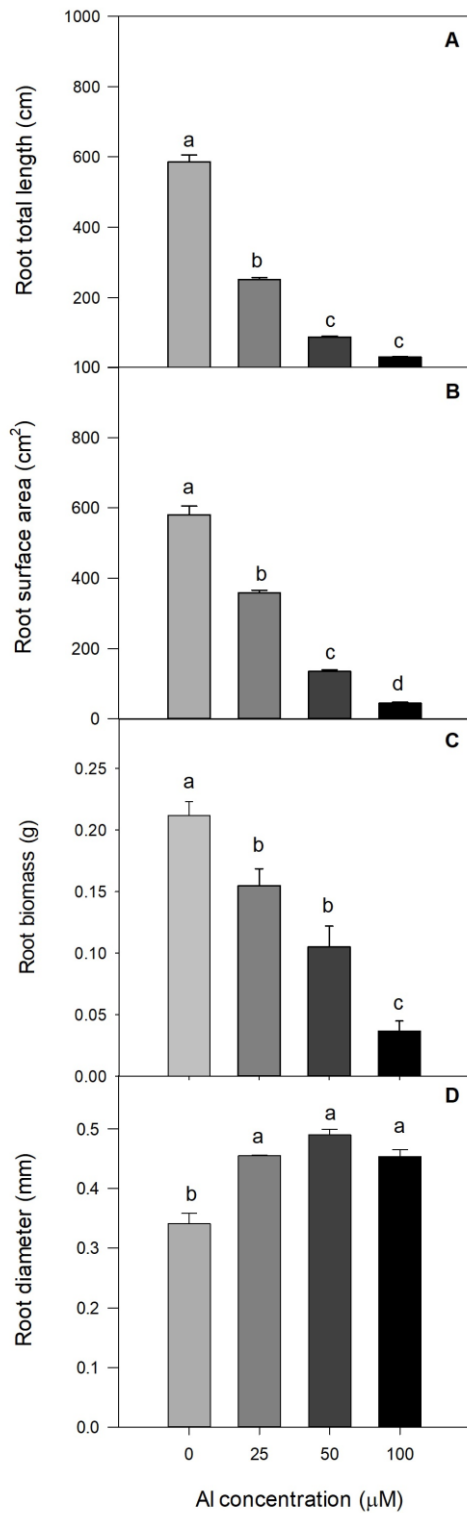 1000
A
800
a
600
Root total length (cm)
400
b
200
c
c
100
B
800
a
600
Root surface area (cm²)
b
400
200
c
d
0
C
0.25
a
0.20
b
0.15
Root biomass (g)
b
0.10
c
0.05
0.00
D
a
a
a
0.5
b
0.4
Root diameter (mm)
0.3
0.2
0.1
0.0
0 25 50 100
Al concentration (μM)